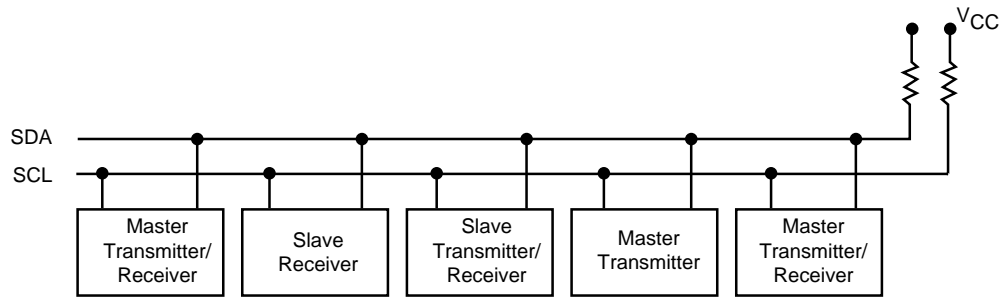 VCC
SDA
SCL
Master
Transmitter/
Receiver
Slave
Receiver
Slave
Transmitter/
Receiver
Master
Transmitter
Master
Transmitter/
Receiver